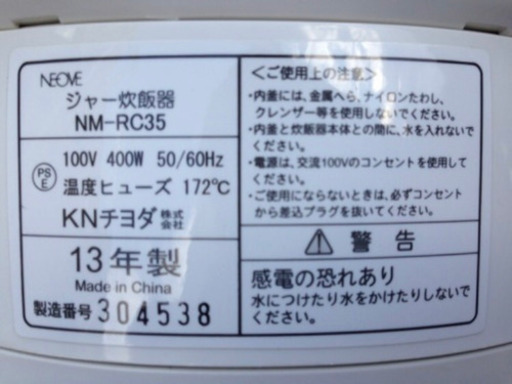 NEOVE
ジャー炊飯器
NM-RC35
PS E
100V 400W 50/60Hz
温度ヒューズ 172℃
KNチヨダ株式会社
13年製
Made in China
製造番号 304538
<ご使用上の注意>
・内蓋には、金属へら、ナイロンたわし、
クレンザー等を使用しないでください。
・内蓋と炊飯器本体との間に、水を入れないで
ください。
・電源は、交流100Vのコンセントを使用して
ください。
・ご使用にならないときは、必ずコンセント
から差込プラグを抜いてください。
警告
感電の恐れあり
水につけたり水をかけたりしないで
ください。